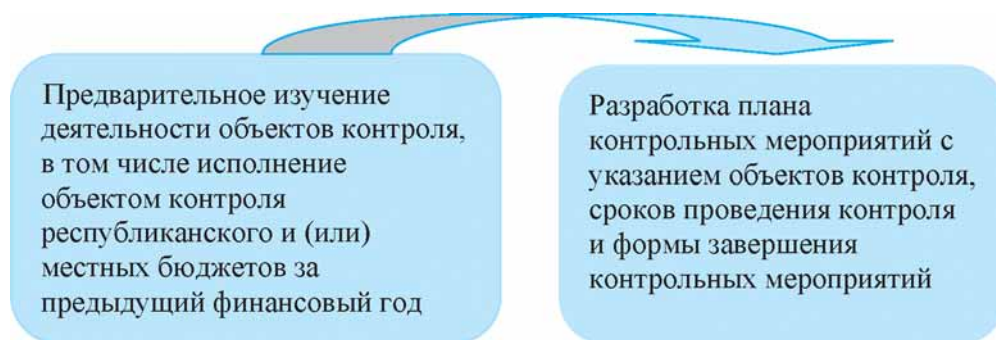 Предварительное изучение
деятельности объектов контроля,
в том числе исполнение
объектом контроля
республиканского и (или)
местных бюджетов за
предыдущий финансовый год
Разработка плана
контрольных мероприятий с
указанием объектов контроля,
сроков проведения контроля
и формы завершения
контрольных мероприятий